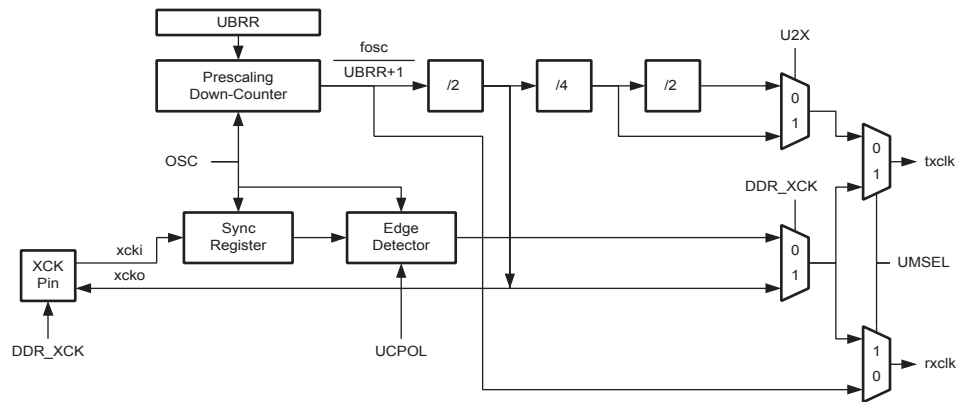 UBRR
fosc
UBRR+1
U2X
Prescaling
Down-Counter
/2
/4
/2
0
1
OSC
0
1
txclk
DDR_XCK
Sync
Register
Edge
Detector
xcki
0
1
UMSEL
XCK
Pin
xcko
DDR_XCK
UCPOL
1
0
rxclk